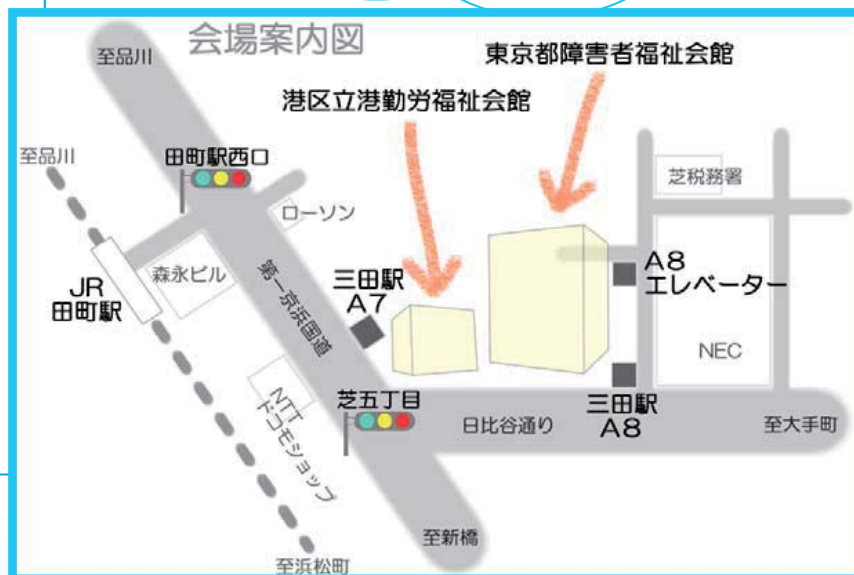 会場案内図
至品川
東京都障害者福祉会館
港区立港勤労福祉会館
至品川
田町駅西口
芝税務署
ローソン
森永ビル
JR
田町駅
第一京浜国道
三田駅
A7
A8
エレベーター
NEC
NTT
ドコモショップ
芝五丁目
日比谷通り
三田駅
A8
至大手町
至新橋
至浜松町